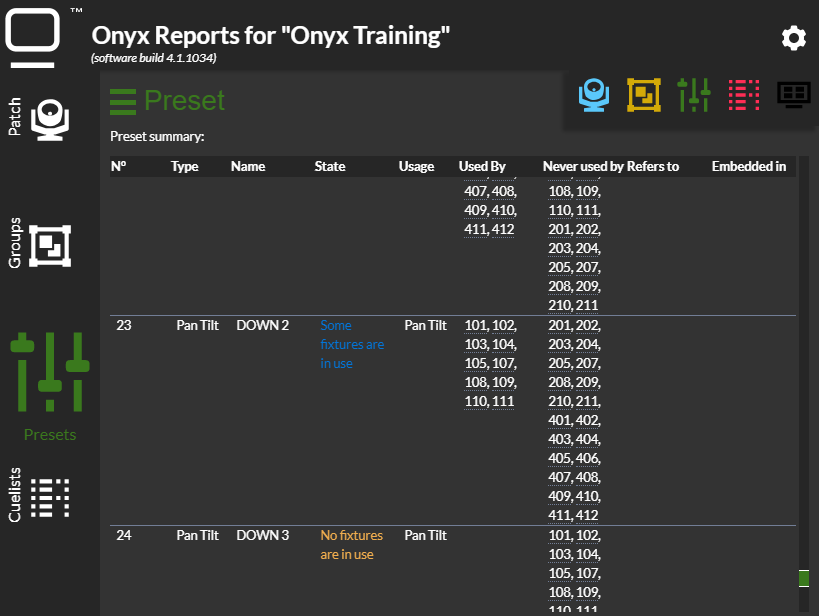 ™
Onyx Reports for "Onyx Training"
(software build 4.1.1034)
Patch
Groups
Presets
Cuelists
Preset
Preset summary:
Nº Type Name State Usage Used By Never used by Refers to Embedded in
407, 408, 108, 109,
409, 410, 110, 111,
411, 412 201, 202,
203, 204,
205, 207,
208, 209,
210, 211
23 Pan Tilt DOWN 2 Some Pan Tilt 101, 102, 201, 202,
fixtures are 103, 104, 203, 204,
in use 105, 107, 205, 207,
108, 109, 208, 209,
110, 111 210, 211,
401, 402,
403, 404,
405, 406,
407, 408,
409, 410,
411, 412
24 Pan Tilt DOWN 3 No fixtures Pan Tilt 101, 102,
are in use 103, 104,
105, 107,
108, 109,
110, 111,